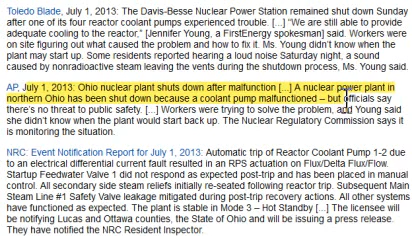 Toledo Blade, July 1, 2013: The Davis-Besse Nuclear Power Station remained shut down Sunday
after one of its four reactor coolant pumps experienced trouble. [...] “We are still able to provide
adequate cooling to the reactor,” [Jennifer Young, a FirstEnergy spokesman] said. Workers were
on site figuring out what caused the problem and how to fix it. Ms. Young didn't know when the
plant may start up. Some residents reported hearing a loud noise Saturday night, a sound
caused by nonradioactive steam leaving the vents during the shutdown process, Ms. Young said.
AP, July 1, 2013: Ohio nuclear plant shuts down after malfunction [...] A nuclear power plant in
northern Ohio has been shut down because a coolant pump malfunctioned – but officials say
there's no threat to public safety. [...] Workers were trying to solve the problem, and Young said
she didn't know when the plant would start back up. The Nuclear Regulatory Commission says it
is monitoring the situation.
NRC: Event Notification Report for July 1, 2013: Automatic trip of Reactor Coolant Pump 1-2 due
to an electrical differential current fault resulted in an RPS actuation on Flux/Delta Flux/Flow.
Startup Feedwater Valve 1 did not respond as expected post-trip and has been placed in manual
control. All secondary side steam reliefs initially re-seated following reactor trip. Subsequent Main
Steam Line #1 Safety Valve leakage mitigated during post-trip recovery actions. All other systems
have functioned as expected. The plant is stable in Mode 3 – Hot Standby [...] The licensee will
be notifying Lucas and Ottawa counties, the State of Ohio and will be issuing a press release.
They have notified the NRC Resident Inspector.